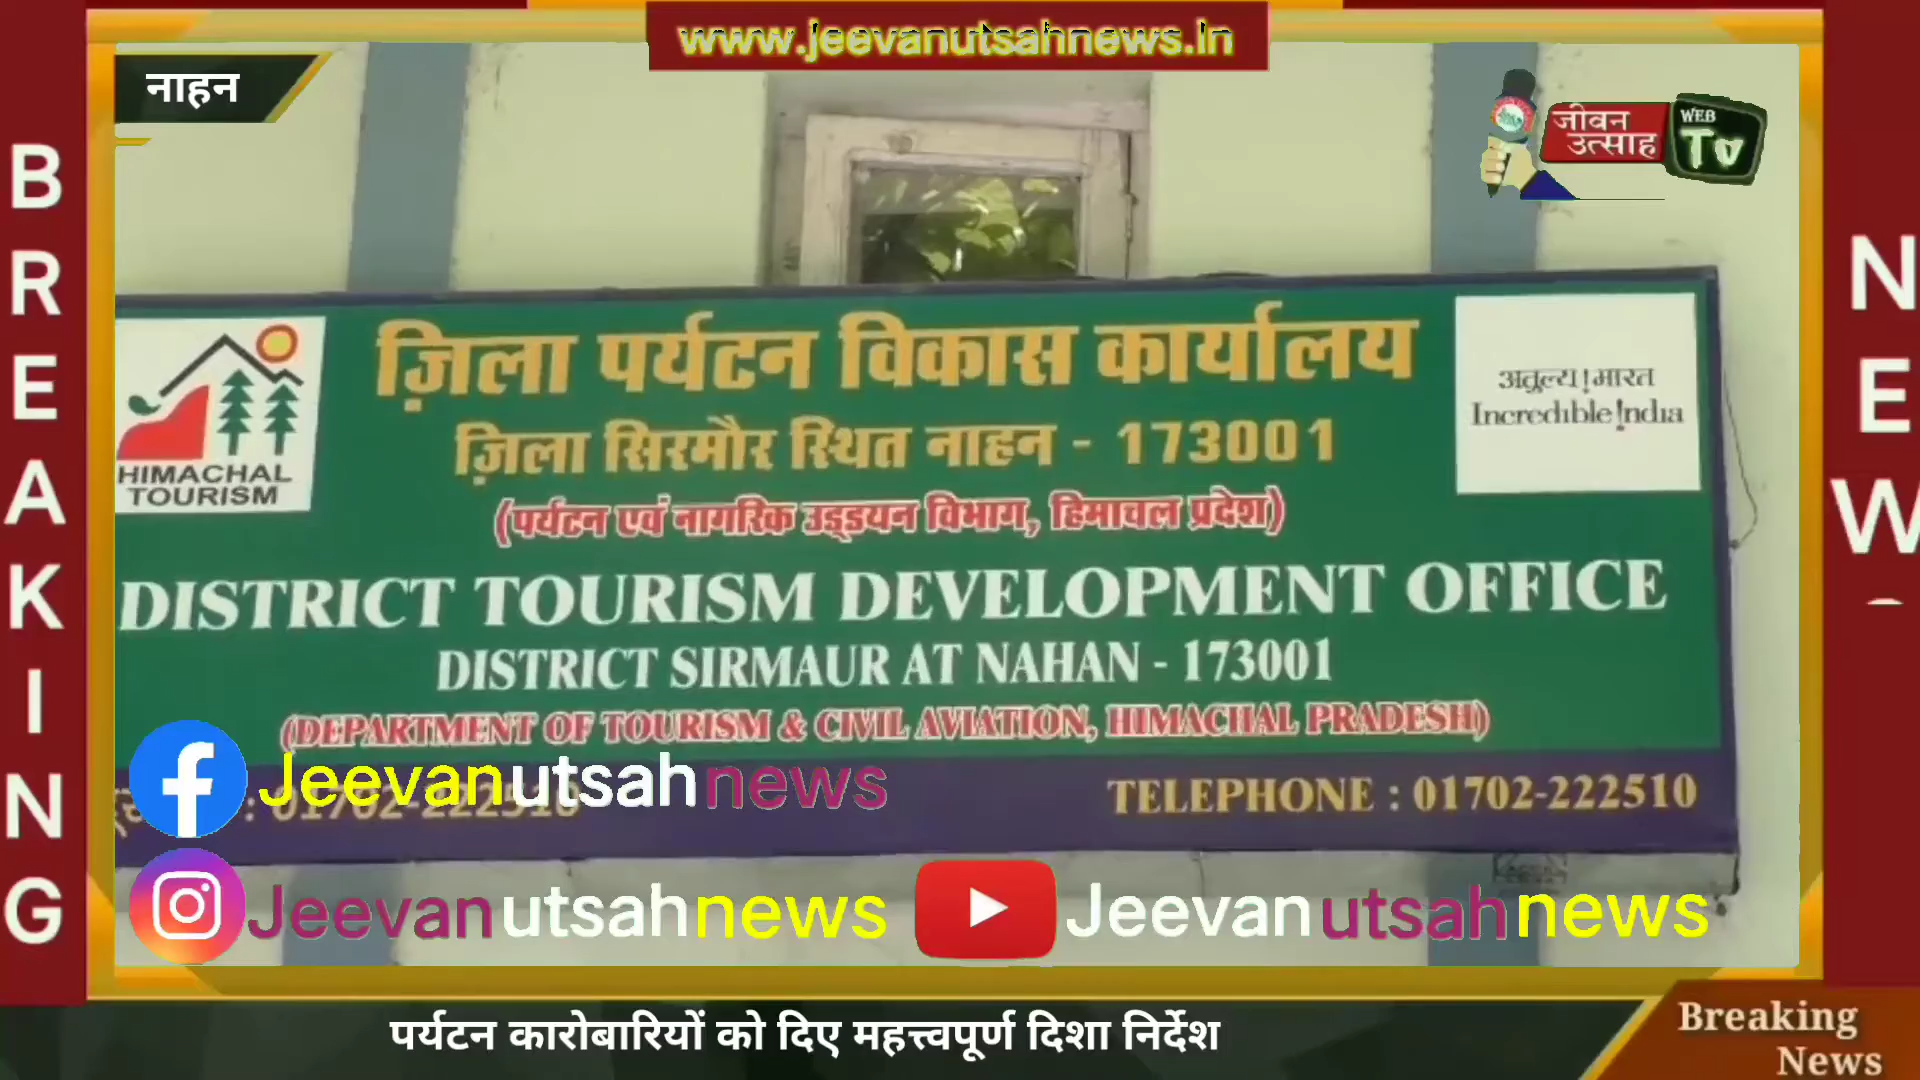 www.jeevanutsahnews.in
नाहन
जीवन
उत्साह
WEB
TV
BREAKING
NEWS
ज़िला पर्यटन विकास कार्यालय
ज़िला सिरमौर स्थित नाहन - 173001
(पर्यटन एवं नागरिक उड्डयन विभाग, हिमाचल प्रदेश)
HIMACHAL
TOURISM
अतुल्य!भारत
Incredible!ndia
DISTRICT TOURISM DEVELOPMENT OFFICE
DISTRICT SIRMAUR AT NAHAN - 173001
(DEPARTMENT OF TOURISM & CIVIL AVIATION, HIMACHAL PRADESH)
: 01702-222510
TELEPHONE : 01702-222510
Jeevanutsahnews
Jeevanutsahnews
Jeevanutsahnews
पर्यटन कारोबारियों को दिए महत्त्वपूर्ण दिशा निर्देश
Breaking
News